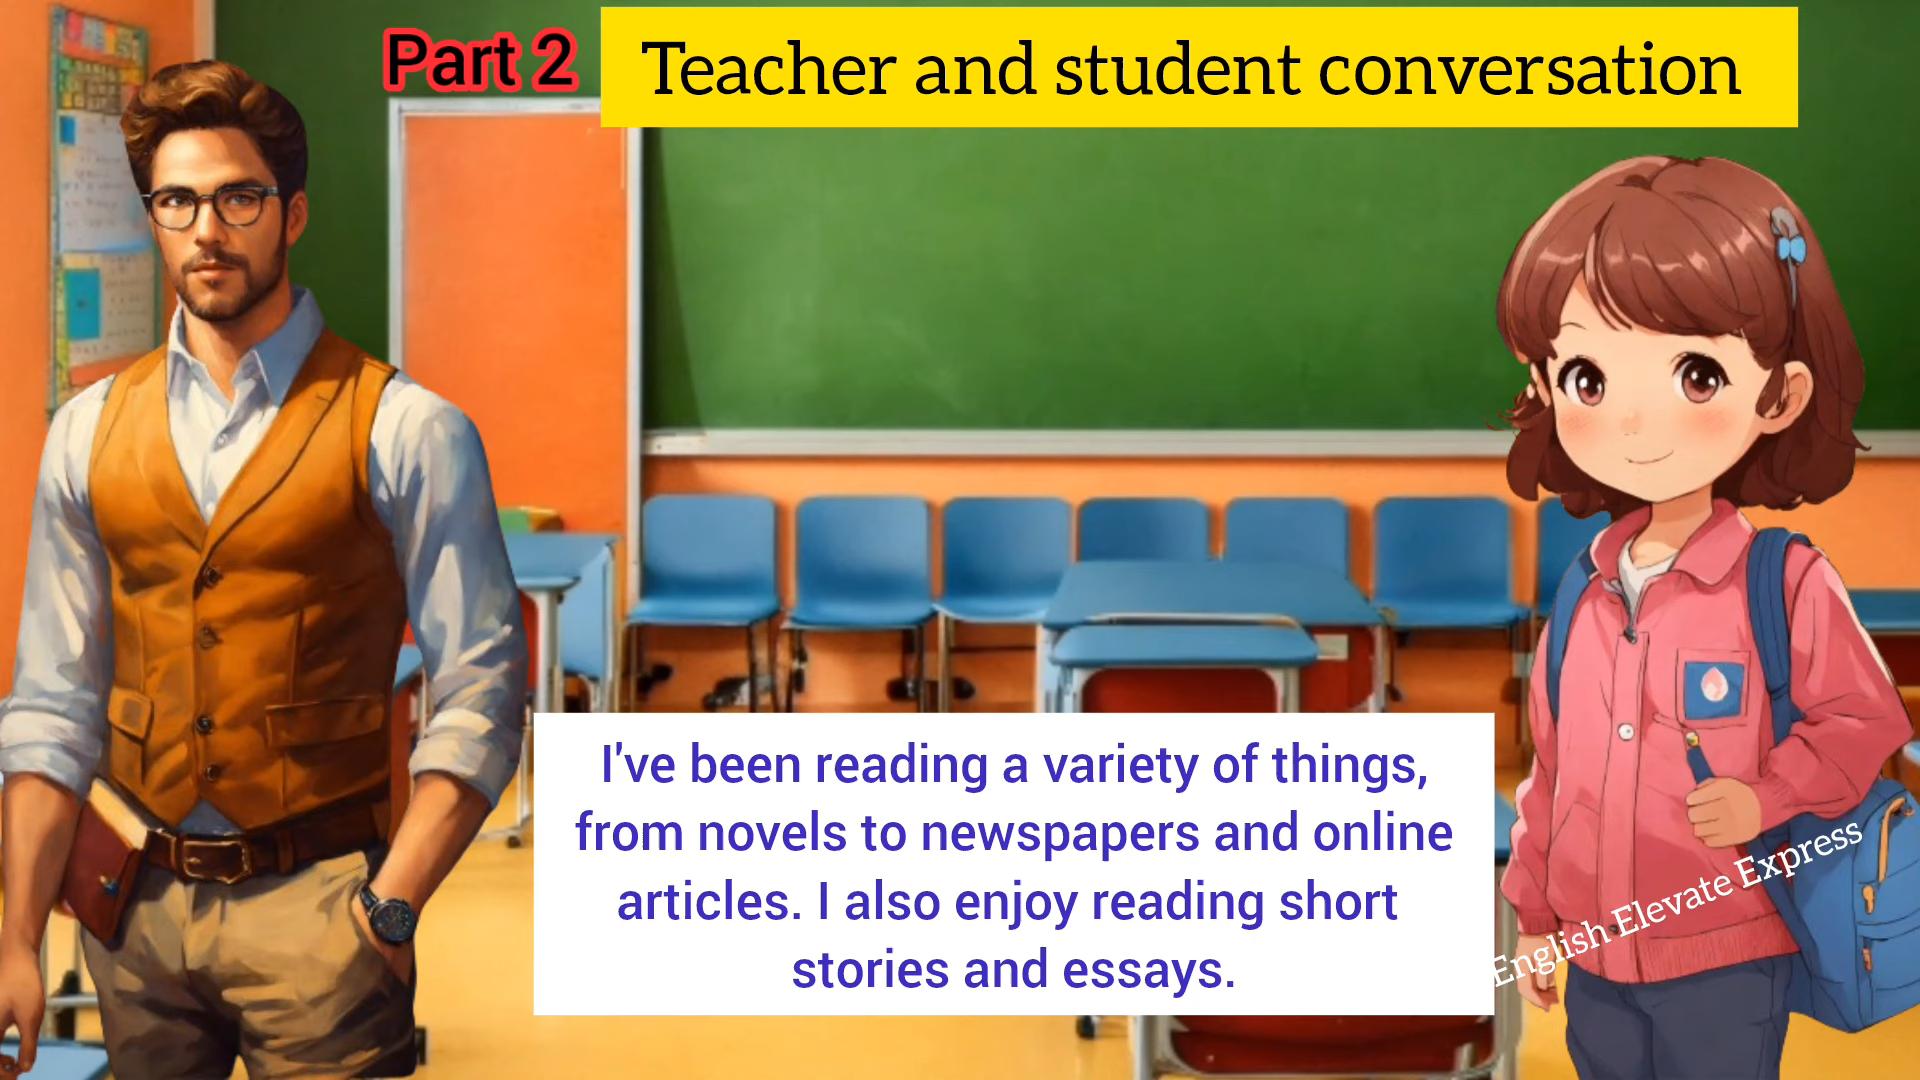 Part 2
Teacher and student conversation
I've been reading a variety of things,
from novels to newspapers and online
articles. I also enjoy reading short
stories and essays.
English Elevate Express